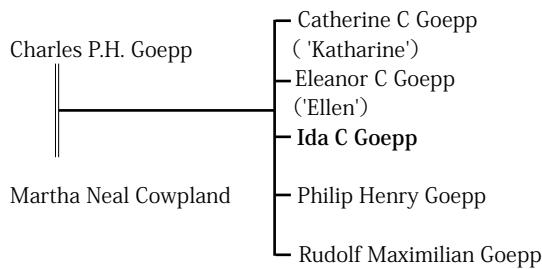 Charles P.H. Goepp
Martha Neal Cowpland
Catherine C Goepp
( 'Katharine')
Eleanor C Goepp
('Ellen')
Ida C Goepp
Philip Henry Goepp
Rudolf Maximilian Goepp